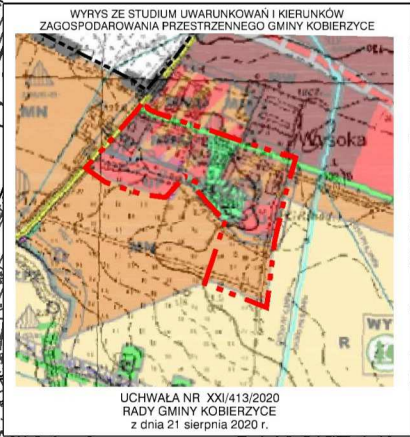 WYRYS ZE STUDIUM UWARUNKOWAŃ I KIERUNKÓW
ZAGOSPODAROWANIA PRZESTRZENNEGO GMINY KOBIERZYCE
MN
Wysoka
WY
R
UCHWAŁA NR XXI/413/2020
RADY GMINY KOBIERZYCE
z dnia 21 sierpnia 2020 r.